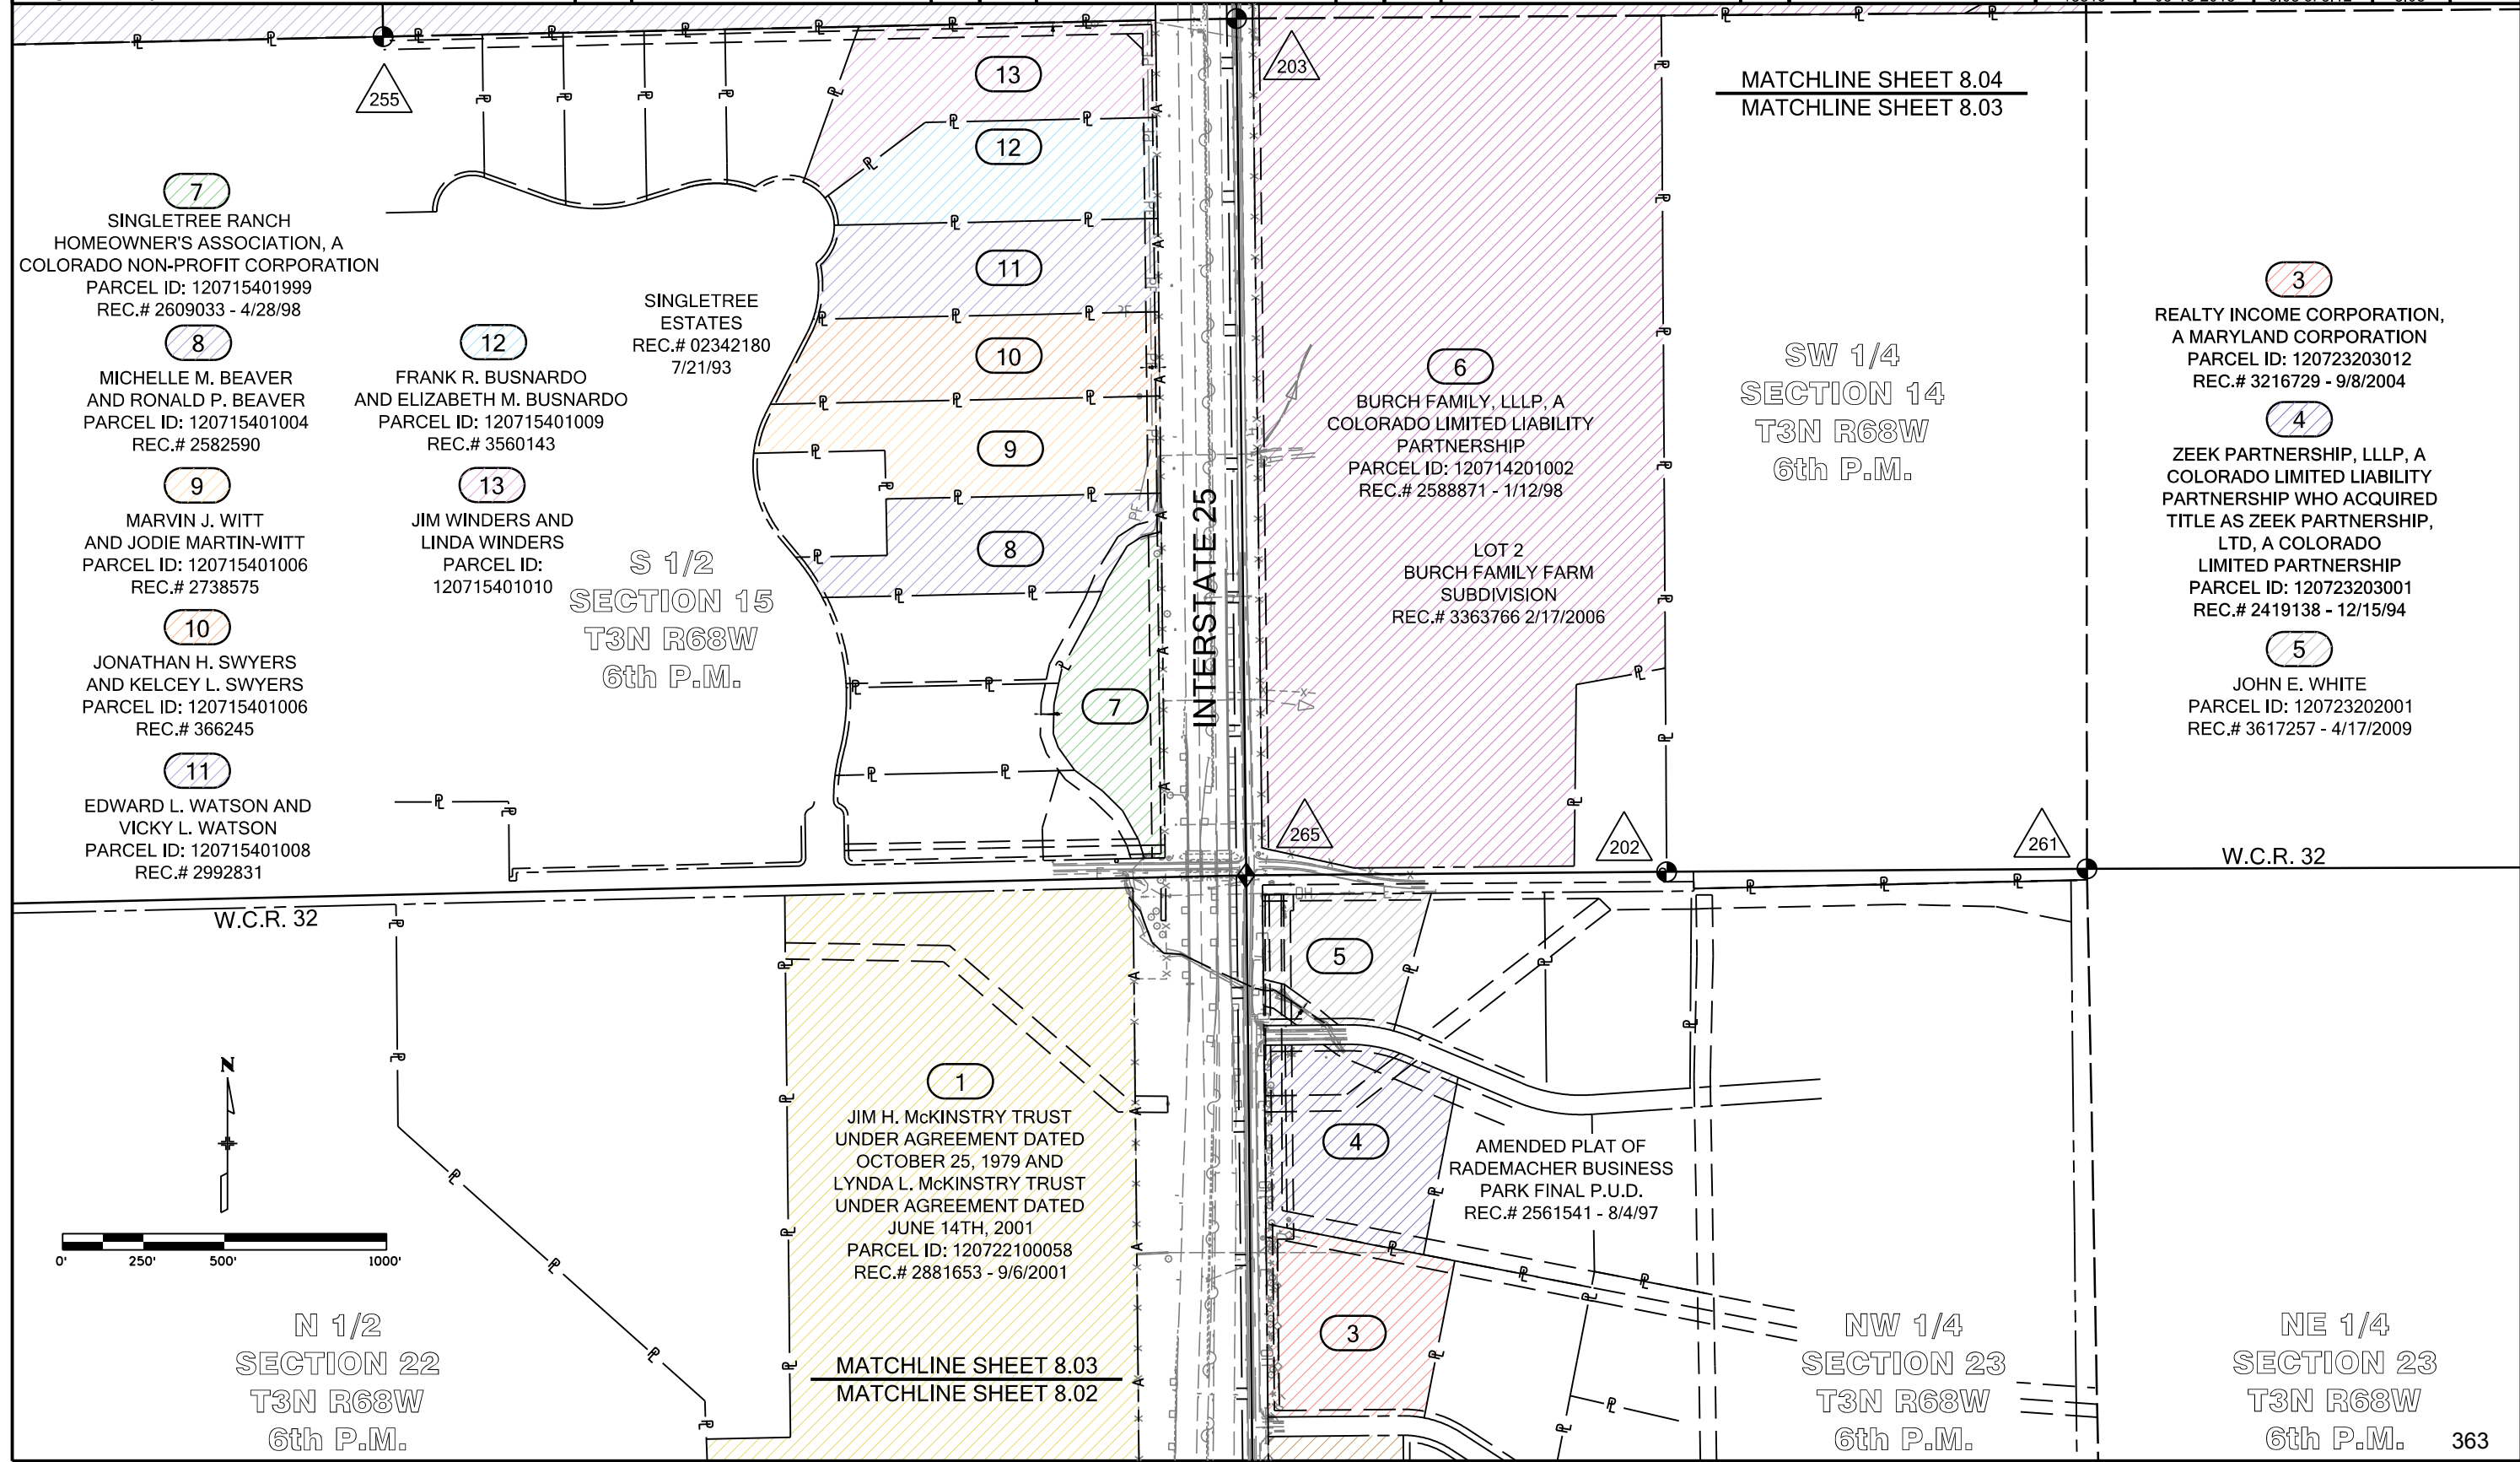 203
255
13
12
11
10
9
8
7
MATCHLINE SHEET 8.04
MATCHLINE SHEET 8.03
7
SINGLETREE RANCH
HOMEOWNER'S ASSOCIATION, A
COLORADO NON-PROFIT CORPORATION
PARCEL ID: 120715401999
REC.# 2609033 - 4/28/98
8
MICHELLE M. BEAVER
AND RONALD P. BEAVER
PARCEL ID: 120715401004
REC.# 2582590
9
MARVIN J. WITT
AND JODIE MARTIN-WITT
PARCEL ID: 120715401006
REC.# 2738575
10
JONATHAN H. SWYERS
AND KELCEY L. SWYERS
PARCEL ID: 120715401006
REC.# 366245
11
EDWARD L. WATSON AND
VICKY L. WATSON
PARCEL ID: 120715401008
REC.# 2992831
12
FRANK R. BUSNARDO
AND ELIZABETH M. BUSNARDO
PARCEL ID: 120715401009
REC.# 3560143
13
JIM WINDERS AND
LINDA WINDERS
PARCEL ID:
120715401010
SINGLETREE
ESTATES
REC.# 02342180
7/21/93
S 1/2
SECTION 15
T3N R68W
6th P.M.
INTERSTATE 25
6
BURCH FAMILY, LLLP, A
COLORADO LIMITED LIABILITY
PARTNERSHIP
PARCEL ID: 120714201002
REC.# 2588871 - 1/12/98
LOT 2
BURCH FAMILY FARM
SUBDIVISION
REC.# 3363766 2/17/2006
SW 1/4
SECTION 14
T3N R68W
6th P.M.
3
REALTY INCOME CORPORATION,
A MARYLAND CORPORATION
PARCEL ID: 120723203012
REC.# 3216729 - 9/8/2004
4
ZEEK PARTNERSHIP, LLLP, A
COLORADO LIMITED LIABILITY
PARTNERSHIP WHO ACQUIRED
TITLE AS ZEEK PARTNERSHIP,
LTD, A COLORADO
LIMITED PARTNERSHIP
PARCEL ID: 120723203001
REC.# 2419138 - 12/15/94
5
JOHN E. WHITE
PARCEL ID: 120723202001
REC.# 3617257 - 4/17/2009
265
202
261
W.C.R. 32
W.C.R. 32
5
4
3
1
JIM H. McKINSTRY TRUST
UNDER AGREEMENT DATED
OCTOBER 25, 1979 AND
LYNDA L. McKINSTRY TRUST
UNDER AGREEMENT DATED
JUNE 14TH, 2001
PARCEL ID: 120722100058
REC.# 2881653 - 9/6/2001
AMENDED PLAT OF
RADEMACHER BUSINESS
PARK FINAL P.U.D.
REC.# 2561541 - 8/4/97
N
0' 250' 500' 1000'
N 1/2
SECTION 22
T3N R68W
6th P.M.
MATCHLINE SHEET 8.03
MATCHLINE SHEET 8.02
NW 1/4
SECTION 23
T3N R68W
6th P.M.
NE 1/4
SECTION 23
T3N R68W
6th P.M.
363